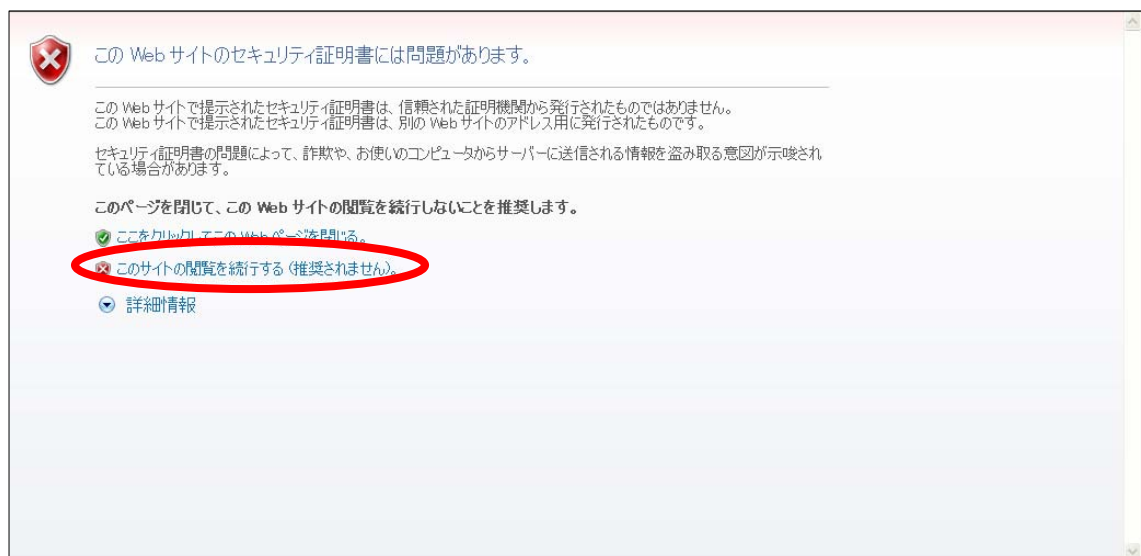 この Web サイトのセキュリティ証明書には問題があります。
この Web サイトで提示されたセキュリティ証明書は、信頼された証明機関から発行されたものではありません。
この Web サイトで提示されたセキュリティ証明書は、別の Web サイトのアドレス用に発行されたものです。
セキュリティ証明書の問題によって、詐欺や、お使いのコンピュータからサーバーに送信される情報を盗み取る意図が示唆され
ている場合があります。
このページを閉じて、この Web サイトの閲覧を続行しないことを推奨します。
ここをクリックしてこの Web ページを閉じる。
このサイトの閲覧を続行する (推奨されません)。
詳細情報